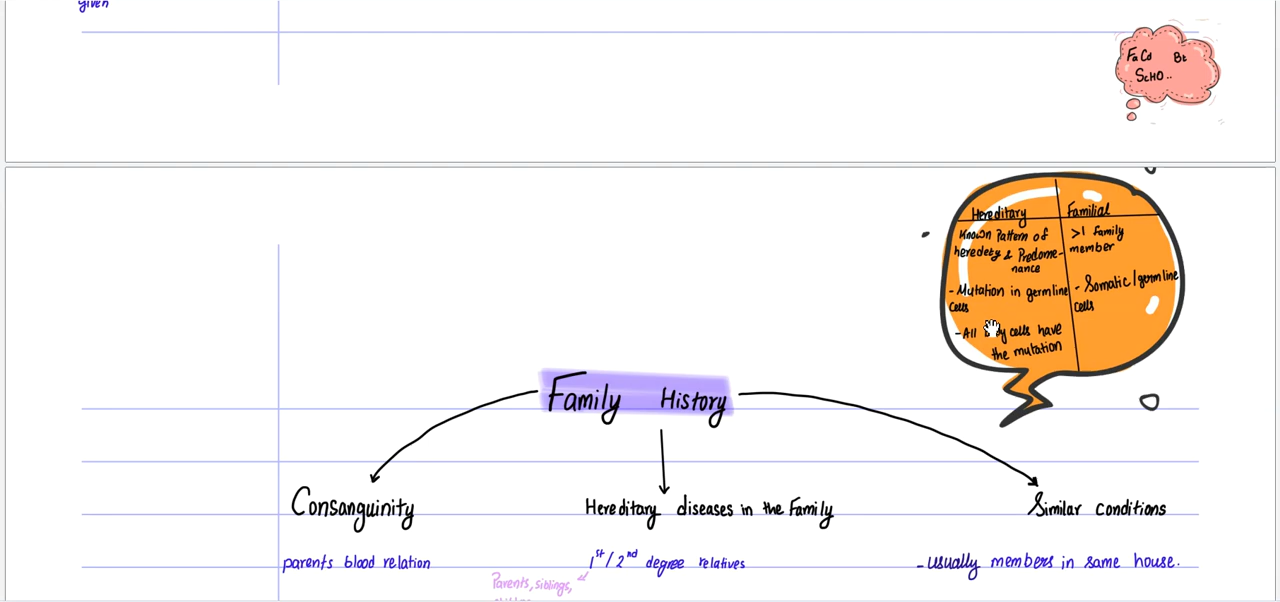 given
FaCd Bt
ScHO..
Hereditary Familial
Known Pattern of
heredety & Predome-
nance
>1 Family
member
- Mutation in germline
cells
- Somatic/germline
cells
- All cells have
the mutation
Family History
Consanguinity Hereditary diseases in the Family Similar conditions
parents blood relation 1st/2nd degree relatives - usually members in same house.
Parents, siblings,